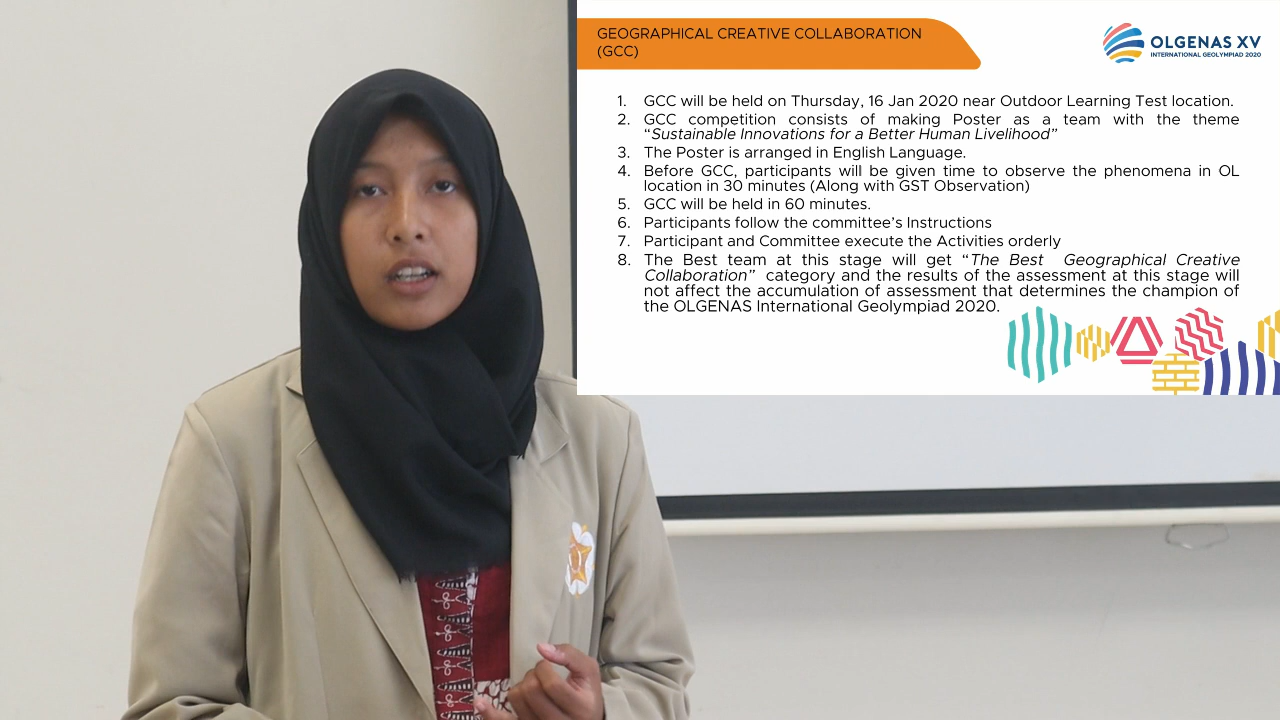 GEOGRAPHICAL CREATIVE COLLABORATION
(GCC)
OLGENAS XV
INTERNATIONAL GEOLYMPIAD 2020
1. GCC will be held on Thursday, 16 Jan 2020 near Outdoor Learning Test location.
2. GCC competition consists of making Poster as a team with the theme
“Sustainable Innovations for a Better Human Livelihood”
3. The Poster is arranged in English Language.
4. Before GCC, participants will be given time to observe the phenomena in OL
location in 30 minutes (Along with GST Observation)
5. GCC will be held in 60 minutes.
6. Participants follow the committee’s Instructions
7. Participant and Committee execute the Activities orderly
8. The Best team at this stage will get “The Best Geographical Creative
Collaboration” category and the results of the assessment at this stage will
not affect the accumulation of assessment that determines the champion of
the OLGENAS International Geolympiad 2020.